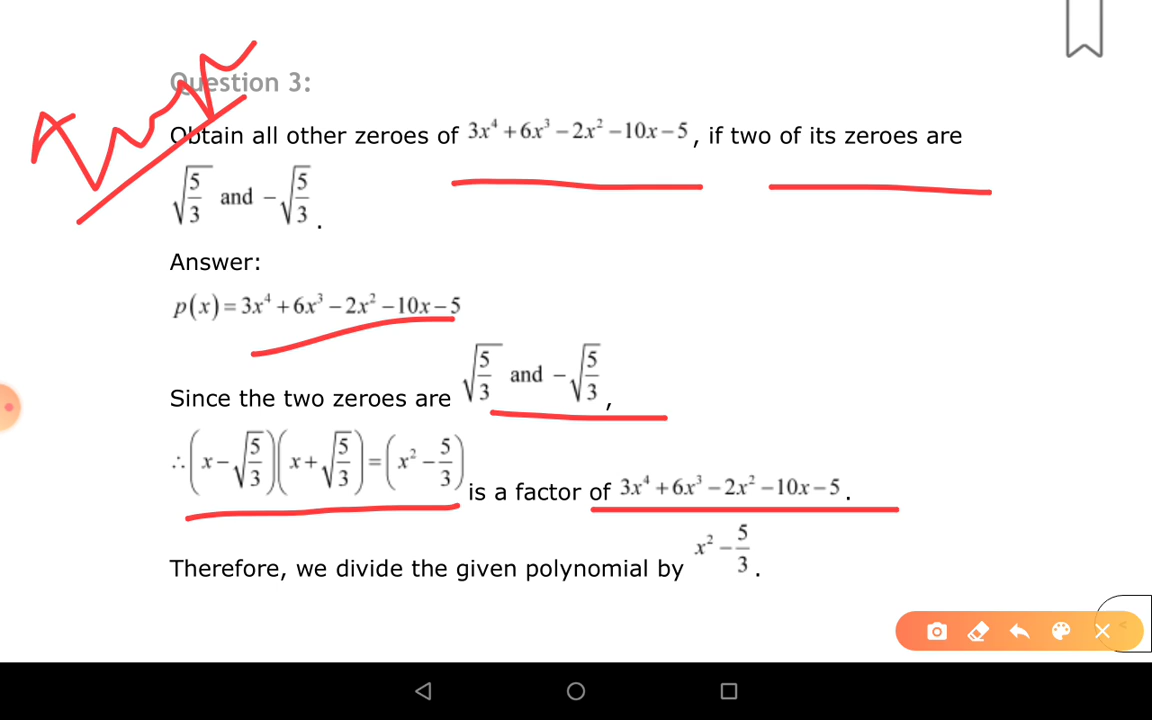 Question 3:
Obtain all other zeroes of 3x⁴ + 6x³ − 2x² − 10x − 5, if two of its zeroes are
√(5/3) and −√(5/3).
Answer:
p(x) = 3x⁴ + 6x³ − 2x² − 10x − 5
Since the two zeroes are √(5/3) and −√(5/3),
∴ (x − √(5/3))(x + √(5/3)) = (x² − 5/3) is a factor of 3x⁴ + 6x³ − 2x² − 10x − 5.
Therefore, we divide the given polynomial by x² − 5/3.